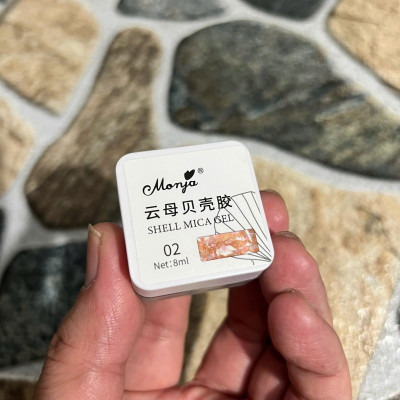 Monja®
云母贝壳胶
SHELL MICA GEL
02
Net:8ml